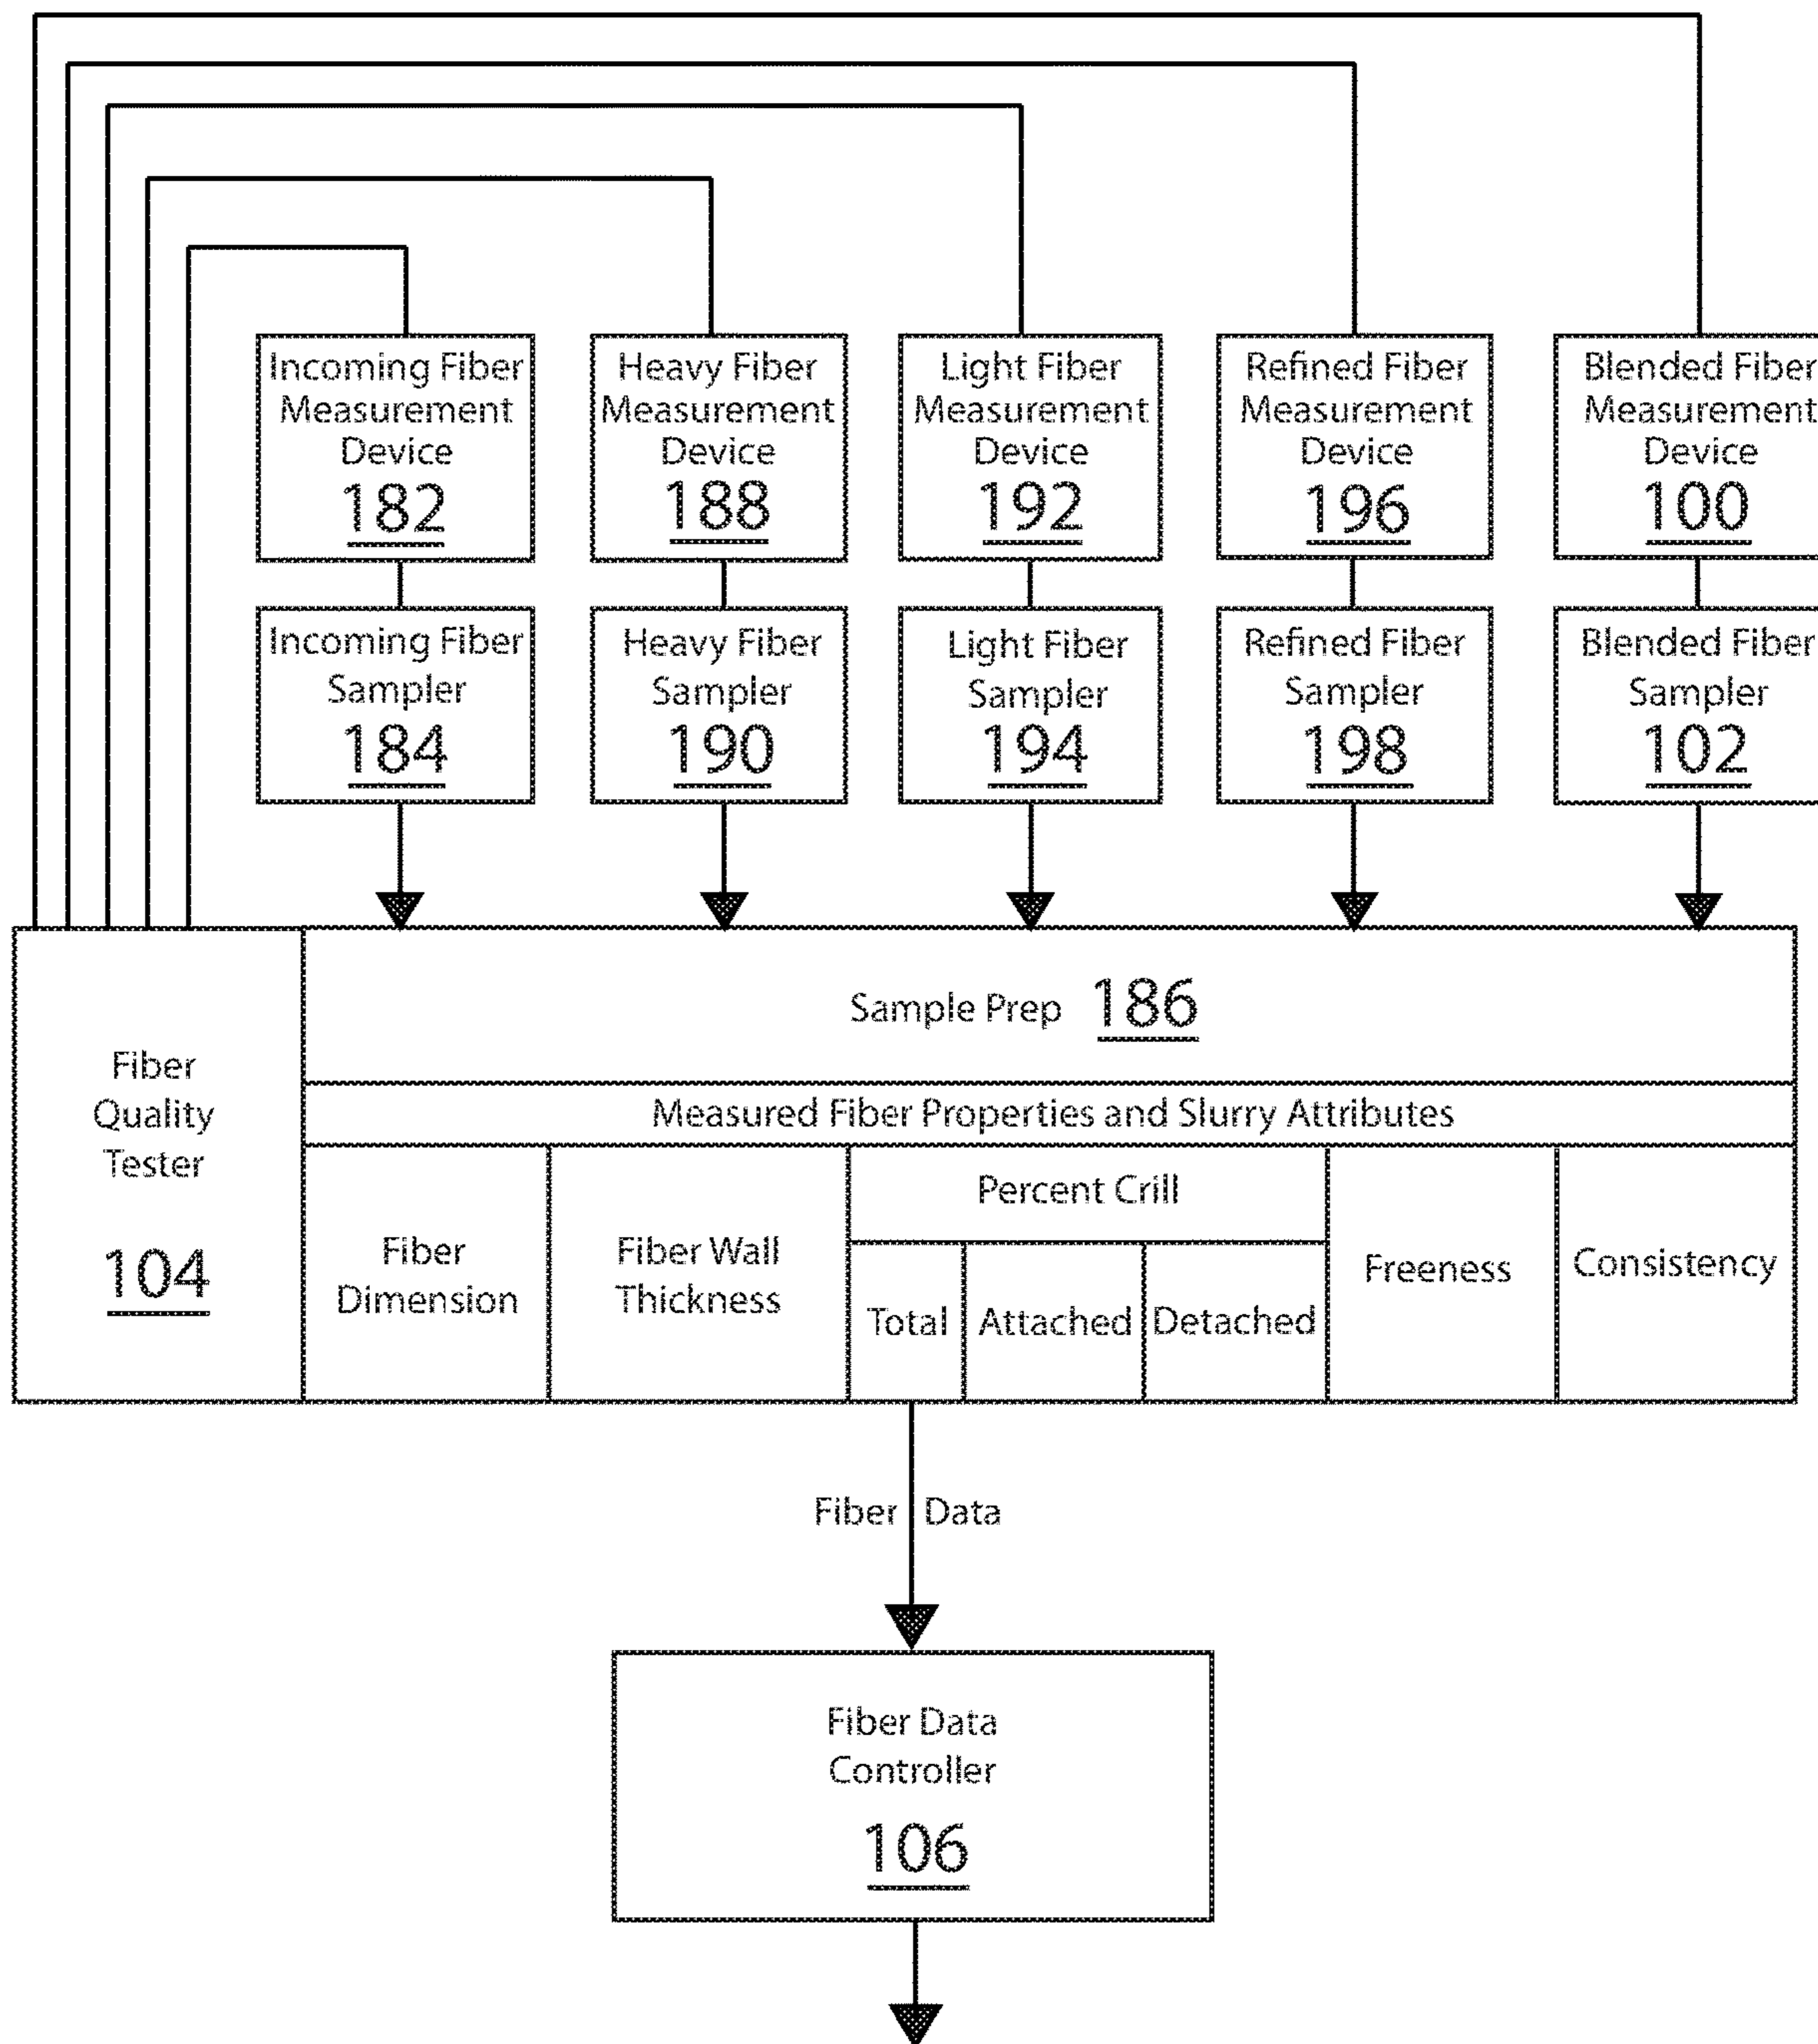 Incoming Fiber
Measurement
Device
182
Heavy Fiber
Measurement
Device
188
Light Fiber
Measurement
Device
192
Refined Fiber
Measurement
Device
196
Blended Fiber
Measurement
Device
100
Incoming Fiber
Sampler
184
Heavy Fiber
Sampler
190
Light Fiber
Sampler
194
Refined Fiber
Sampler
198
Blended Fiber
Sampler
102
Fiber
Quality
Tester
104
Sample Prep 186
Measured Fiber Properties and Slurry Attributes
Fiber
Dimension
Fiber Wall
Thickness
Percent Crill
Total
Attached
Detached
Freeness
Consistency
Fiber Data
Fiber Data
Controller
106